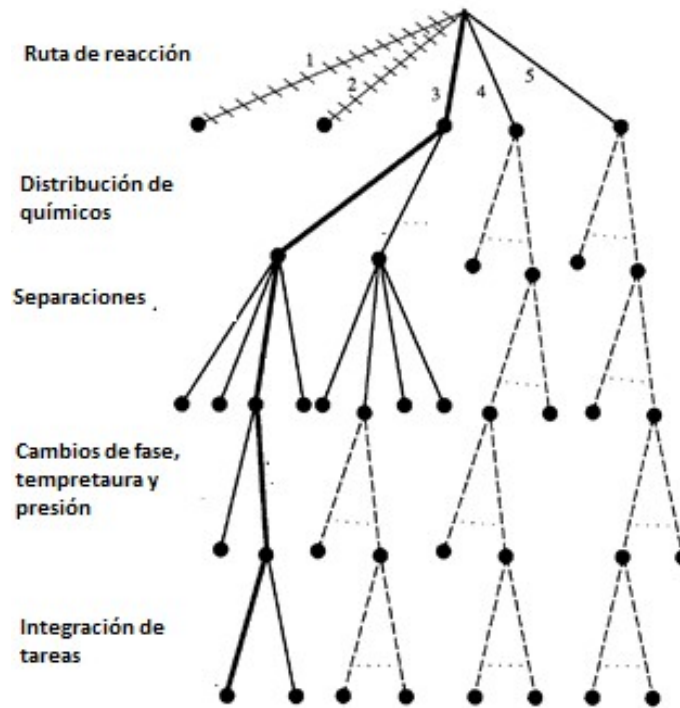 Ruta de reacción
1
2
3
4
5
Distribución de
químicos
Separaciones
Cambios de fase,
tempretaura y
presión
Integración de
tareas